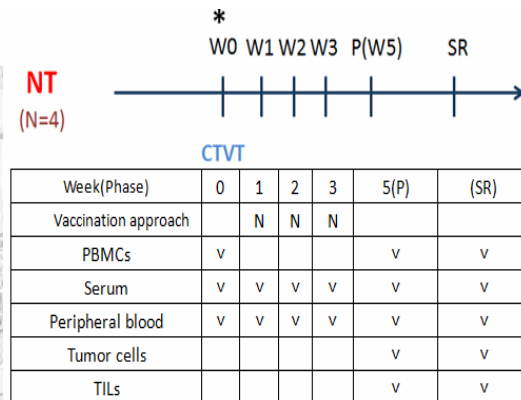 *
W0 W1 W2 W3 P(W5) SR
NT
(N=4)
CTVT
Week(Phase) 0 1 2 3 5(P) (SR)
Vaccination approach N N N
PBMCs v v v
Serum v v v v v v
Peripheral blood v v v v v v
Tumor cells v v
TILs v v